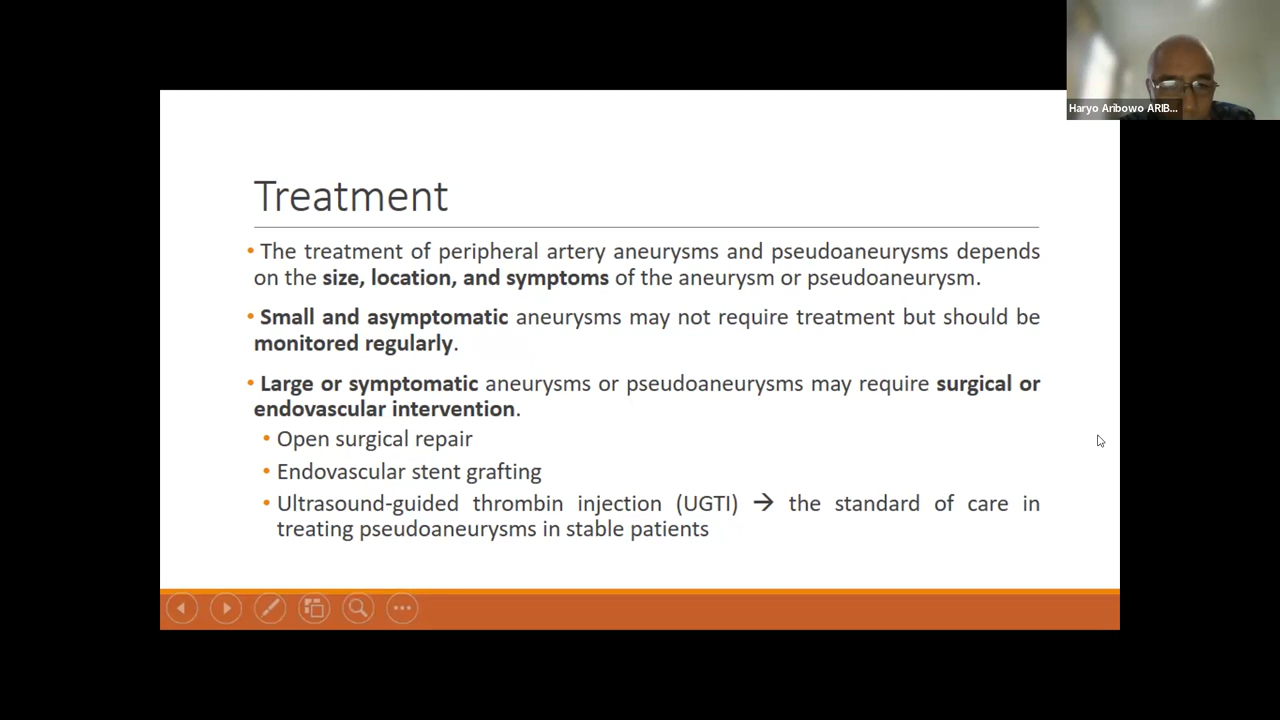 Haryo Aribowo ARIB...
Treatment
• The treatment of peripheral artery aneurysms and pseudoaneurysms depends
on the size, location, and symptoms of the aneurysm or pseudoaneurysm.
• Small and asymptomatic aneurysms may not require treatment but should be
monitored regularly.
• Large or symptomatic aneurysms or pseudoaneurysms may require surgical or
endovascular intervention.
• Open surgical repair
• Endovascular stent grafting
• Ultrasound-guided thrombin injection (UGTI) → the standard of care in
treating pseudoaneurysms in stable patients